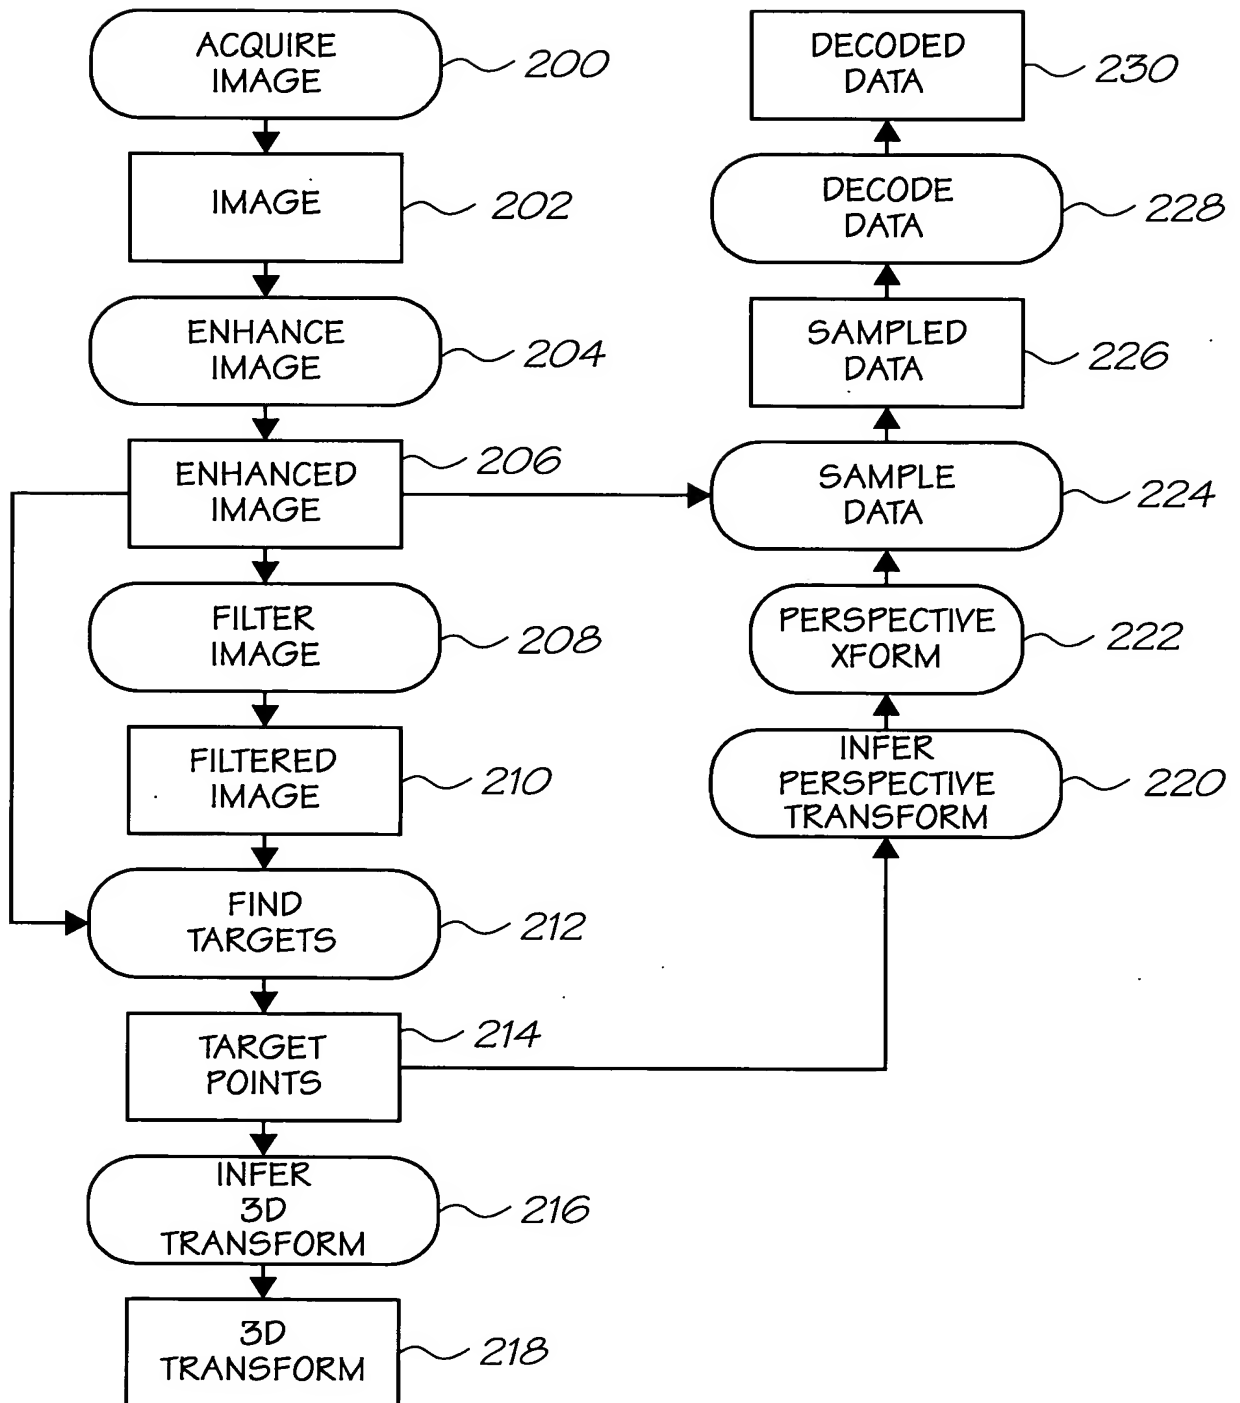 ACQUIRE
IMAGE
200
IMAGE
202
ENHANCE
IMAGE
204
ENHANCED
IMAGE
206
FILTER
IMAGE
208
FILTERED
IMAGE
210
FIND
TARGETS
212
TARGET
POINTS
214
INFER
3D
TRANSFORM
216
3D
TRANSFORM
218
DECODED
DATA
230
DECODE
DATA
228
SAMPLED
DATA
226
SAMPLE
DATA
224
PERSPECTIVE
XFORM
222
INFER
PERSPECTIVE
TRANSFORM
220